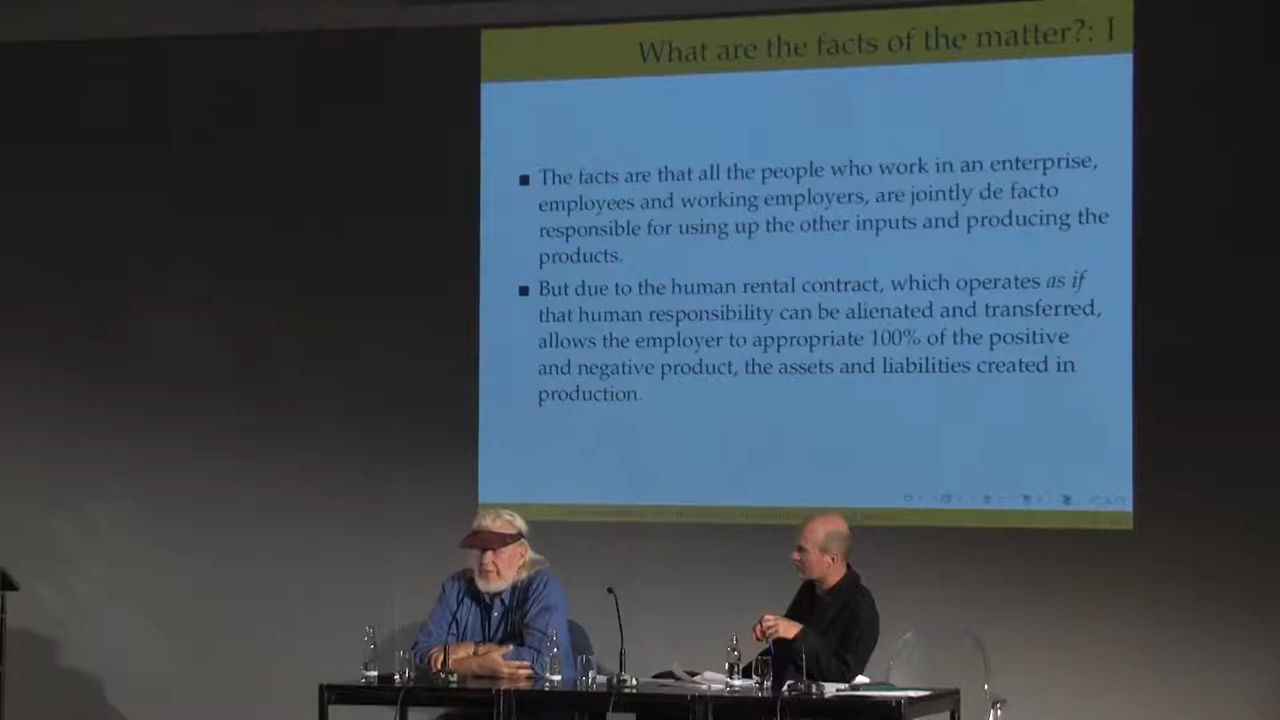 What are the facts of the matter?: I
■ The facts are that all the people who work in an enterprise,
employees and working employers, are jointly de facto
responsible for using up the other inputs and producing the
products.
■ But due to the human rental contract, which operates as if
that human responsibility can be alienated and transferred,
allows the employer to appropriate 100% of the positive
and negative product, the assets and liabilities created in
production.